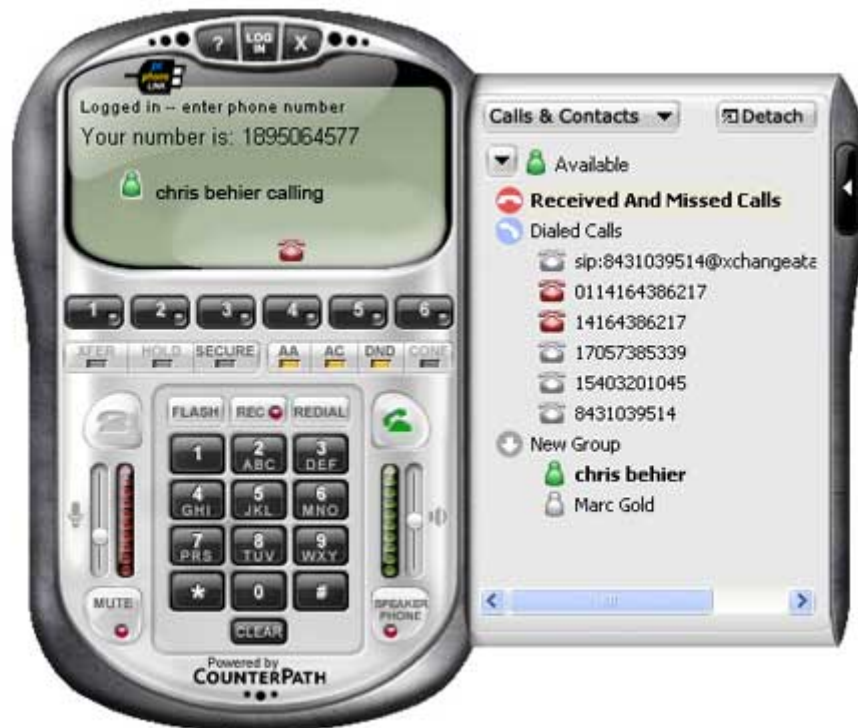 ? LOG IN X
PC phone LINK
Logged in -- enter phone number
Your number is: 1895064577
chris behier calling
1 2 3 4 5 6
XFER HOLD SECURE AA AC DND CONF
FLASH REC REDIAL
1 2 ABC 3 DEF
4 GHI 5 JKL 6 MNO
7 PRS 8 TUV 9 WXY
* 0 #
MUTE
SPEAKER PHONE
CLEAR
Powered by
COUNTERPATH
Calls & Contacts Detach
Available
Received And Missed Calls
Dialed Calls
sip:8431039514@xchangeata
0114164386217
14164386217
17057385339
15403201045
8431039514
New Group
chris behier
Marc Gold